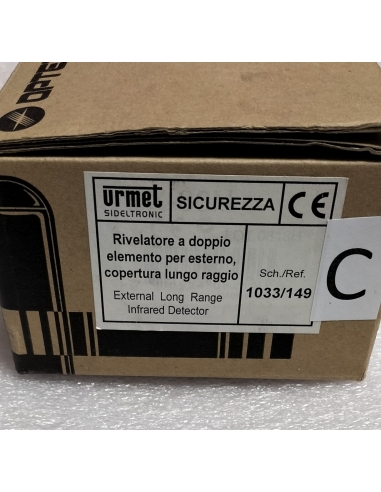 OPTE
urmet
SIDELTRONIC
SICUREZZA
CE
Rivelatore a doppio
elemento per esterno,
copertura lungo raggio
External Long Range
Infrared Detector
Sch./Ref.
1033/149
C